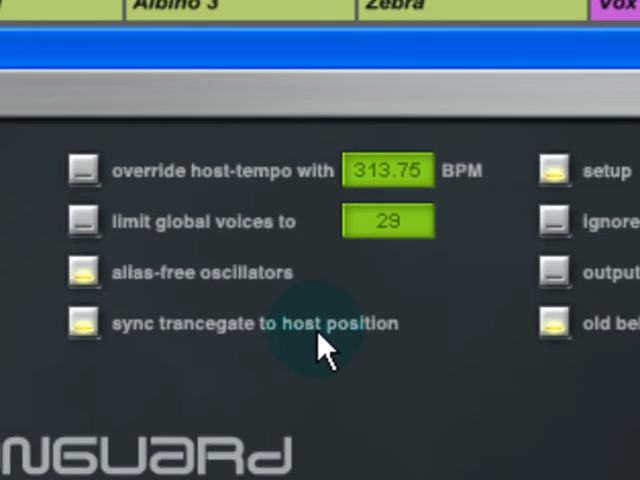 Albino 3
Zebra
Vox
override host-tempo with 313.75 BPM
setup
limit global voices to 29
ignore
alias-free oscillators
output
sync trancegate to host position
old
NGUARd